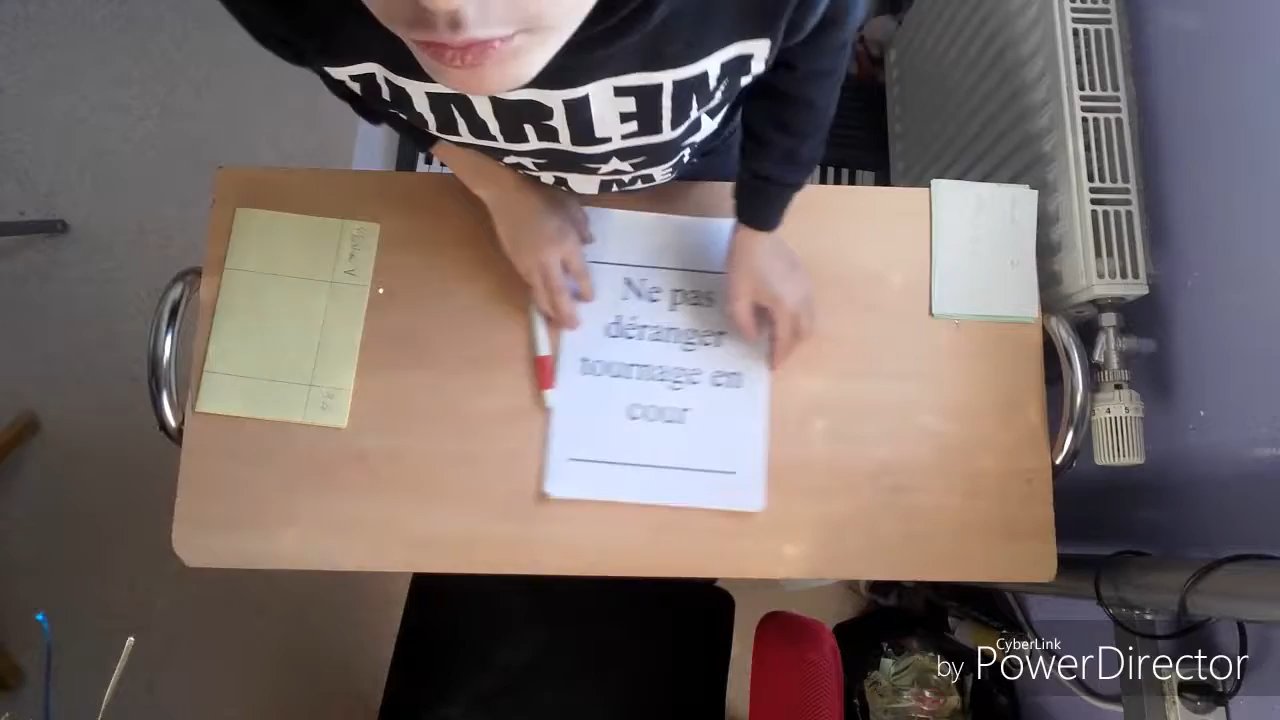 HARLEM
Ne pas
déranger
tournage en
cour
CyberLink
by PowerDirector